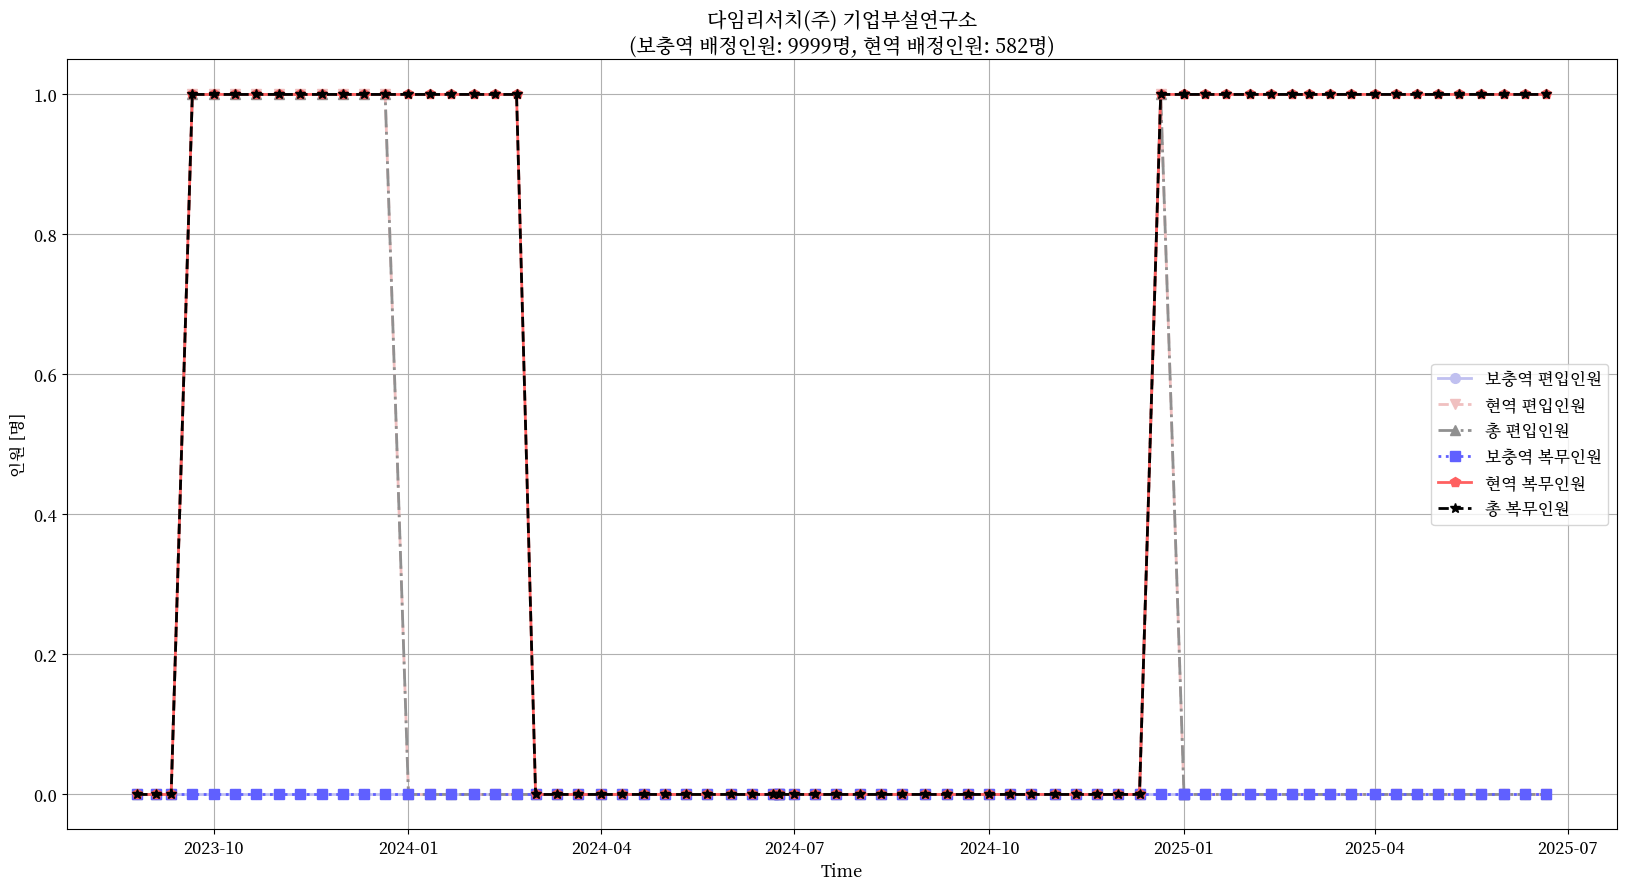 다임리서치(주) 기업부설연구소
(보충역 배정인원: 9999명, 현역 배정인원: 582명)
인원 [명]
1.0
0.8
0.6
0.4
0.2
0.0
보충역 편입인원
현역 편입인원
총 편입인원
보충역 복무인원
현역 복무인원
총 복무인원
2023-10
2024-01
2024-04
2024-07
2024-10
2025-01
2025-04
2025-07
Time